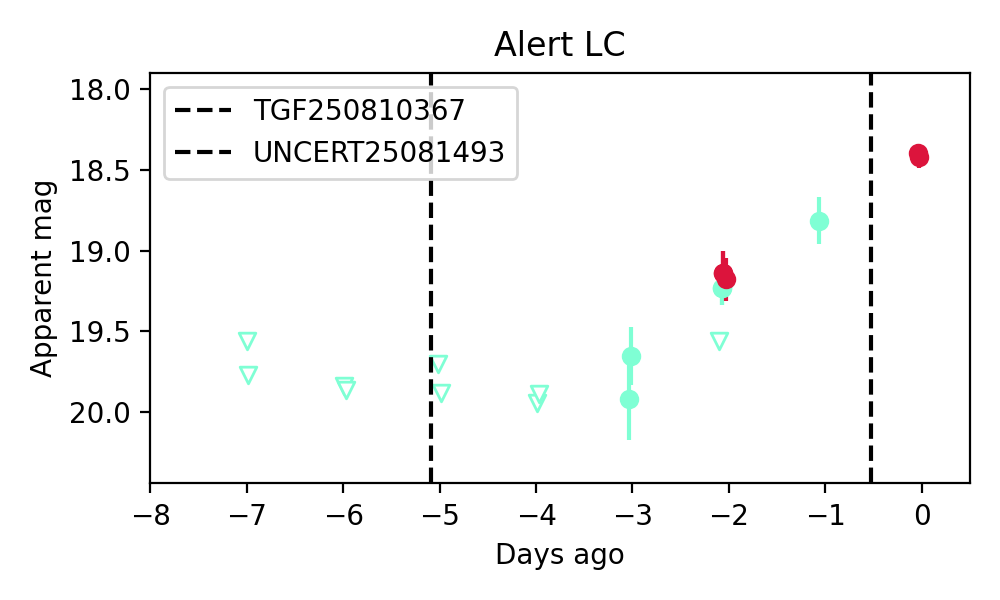 Alert LC
TGF250810367
UNCERT25081493
Apparent mag
18.0
18.5
19.0
19.5
20.0
−8 −7 −6 −5 −4 −3 −2 −1 0
Days ago